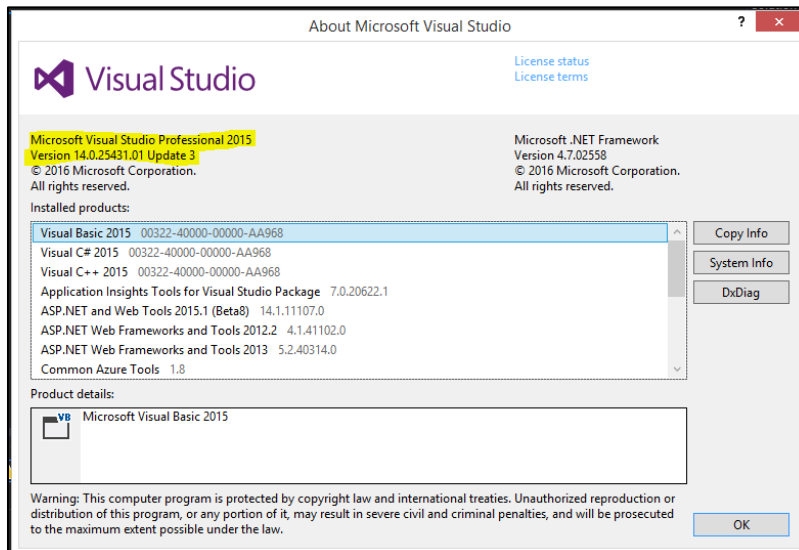 About Microsoft Visual Studio
?
Visual Studio
License status
License terms
Microsoft Visual Studio Professional 2015
Version 14.0.25431.01 Update 3
© 2016 Microsoft Corporation.
All rights reserved.
Microsoft .NET Framework
Version 4.7.02558
© 2016 Microsoft Corporation.
All rights reserved.
Installed products:
Visual Basic 2015 00322-40000-00000-AA968
Visual C# 2015 00322-40000-00000-AA968
Visual C++ 2015 00322-40000-00000-AA968
Application Insights Tools for Visual Studio Package 7.0.20622.1
ASP.NET and Web Tools 2015.1 (Beta8) 14.1.11107.0
ASP.NET Web Frameworks and Tools 2012.2 4.1.41102.0
ASP.NET Web Frameworks and Tools 2013 5.2.40314.0
Common Azure Tools 1.8
Copy Info
System Info
DxDiag
Product details:
VB
Microsoft Visual Basic 2015
Warning: This computer program is protected by copyright law and international treaties. Unauthorized reproduction or
distribution of this program, or any portion of it, may result in severe civil and criminal penalties, and will be prosecuted
to the maximum extent possible under the law.
OK